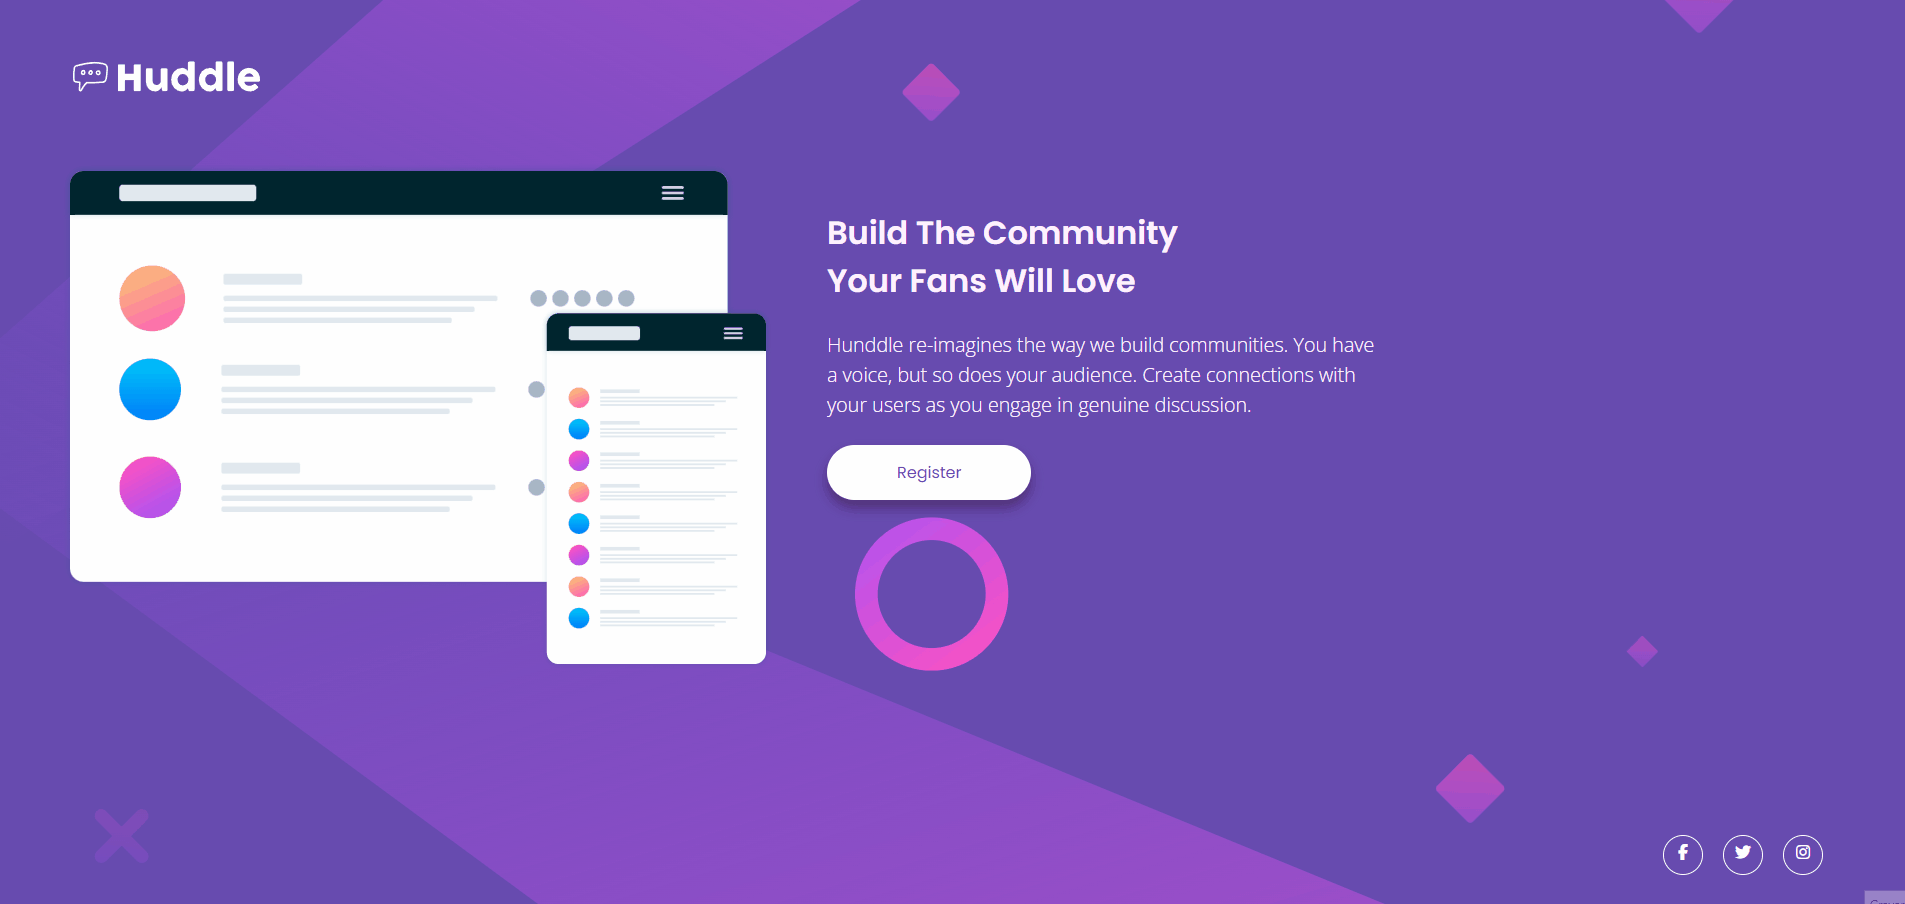 Huddle
Build The Community
Your Fans Will Love
Hunddle re-imagines the way we build communities. You have
a voice, but so does your audience. Create connections with
your users as you engage in genuine discussion.
Register